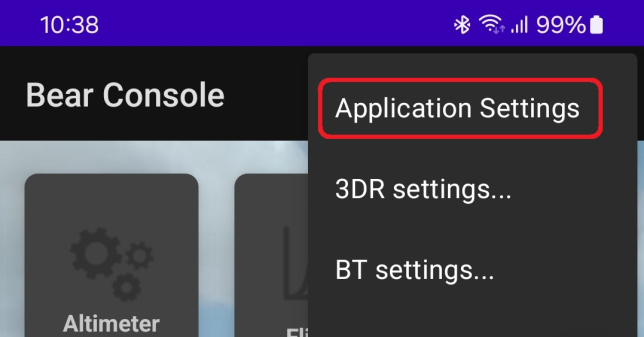 10:38
99%
Bear Console
Application Settings
3DR settings...
BT settings...
Altimeter